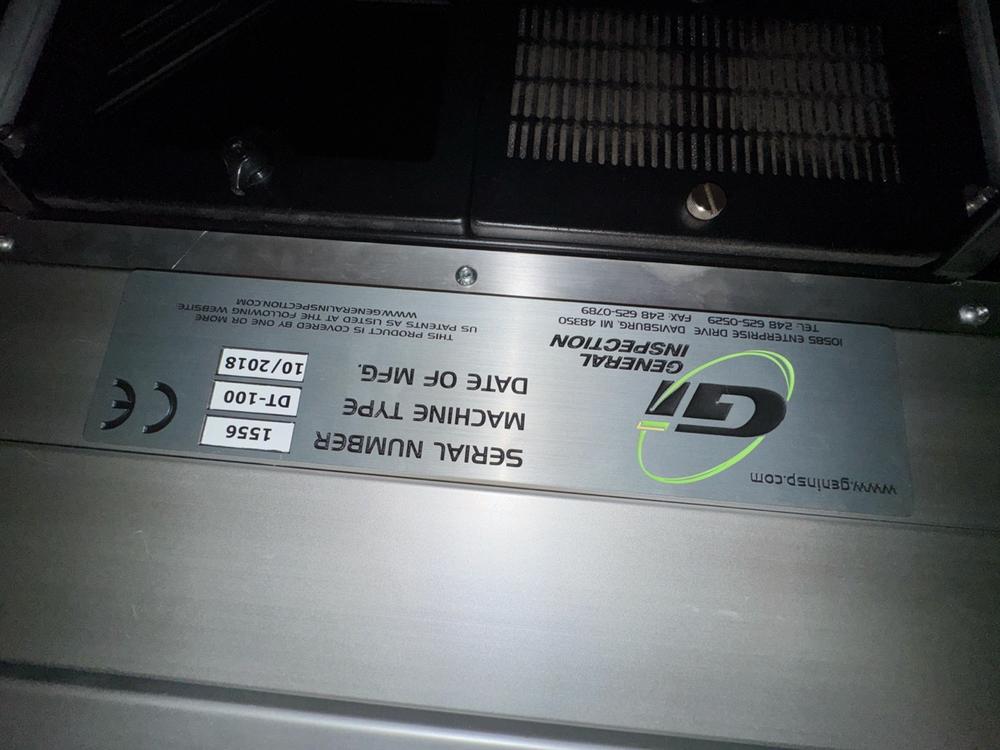 www.geninsp.com
GI
GENERAL
INSPECTION
10585 ENTERPRISE DRIVE DAVISBURG, MI 48350
TEL 248 625-0529 FAX: 248 625-0789
SERIAL NUMBER 1556
MACHINE TYPE DT-100
DATE OF MFG. 10/2018
CE
THIS PRODUCT IS COVERED BY ONE OR MORE
US PATENTS AS LISTED AT THE FOLLOWING WEBSITE:
WWW.GENERALINSPECTION.COM